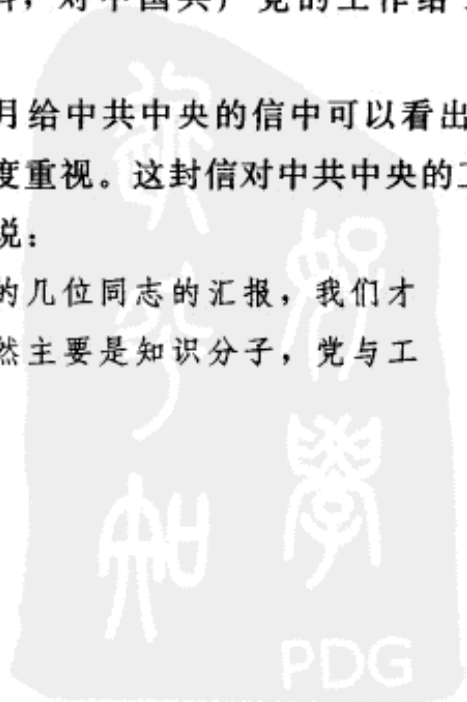 对中国共产党的工作给
月给中共中央的信中可以看出
度重视。这封信对中共中央的
说：
的几位同志的汇报，我们才
然主要是知识分子，党与工
PDG